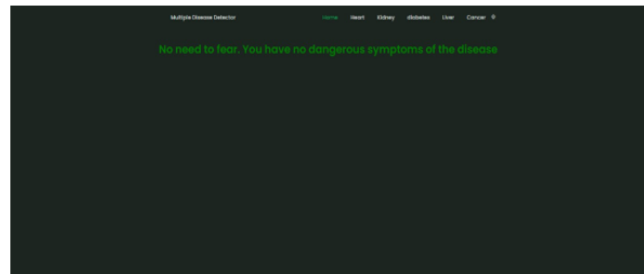 Multiple Disease Detector Home Heart Kidney diabetes Liver Cancer
No need to fear. You have no dangerous symptoms of the disease